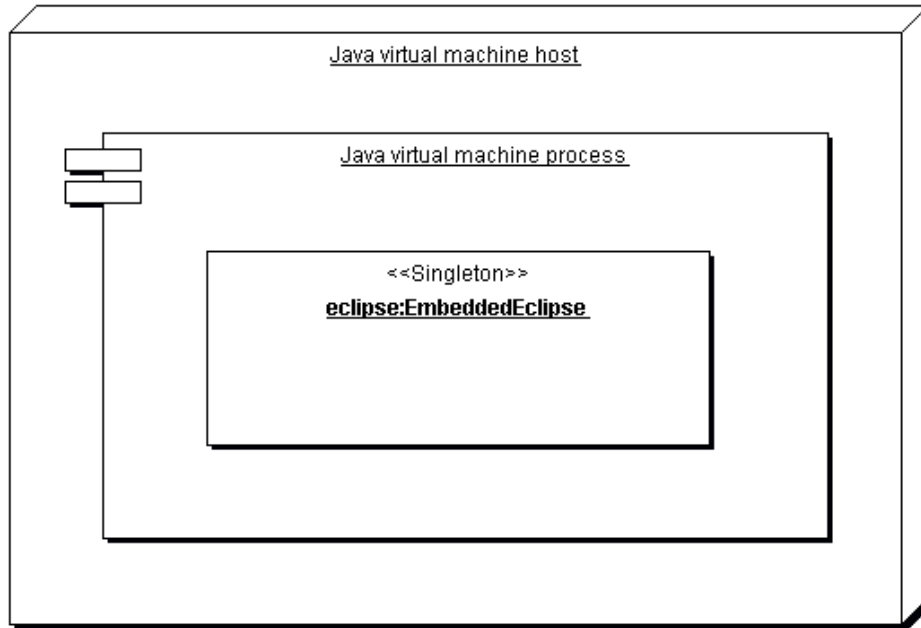 Java virtual machine host
Java virtual machine process
<<Singleton>>
eclipse:EmbeddedEclipse